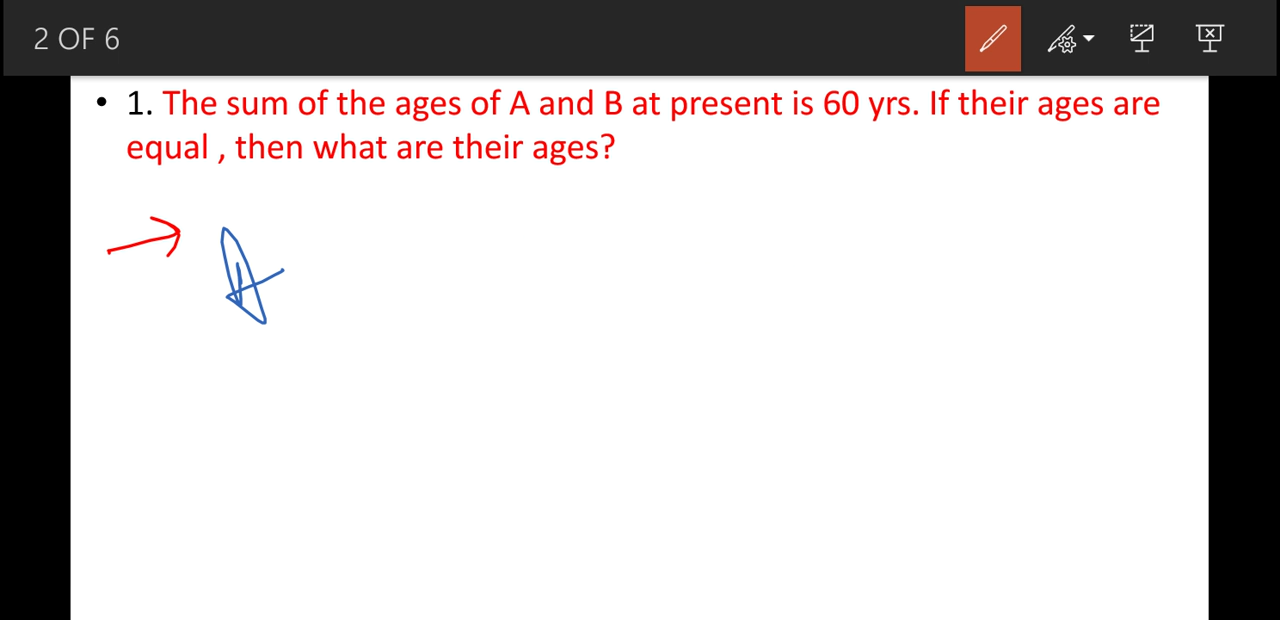 2 OF 6
• 1. The sum of the ages of A and B at present is 60 yrs. If their ages are
equal , then what are their ages?
A